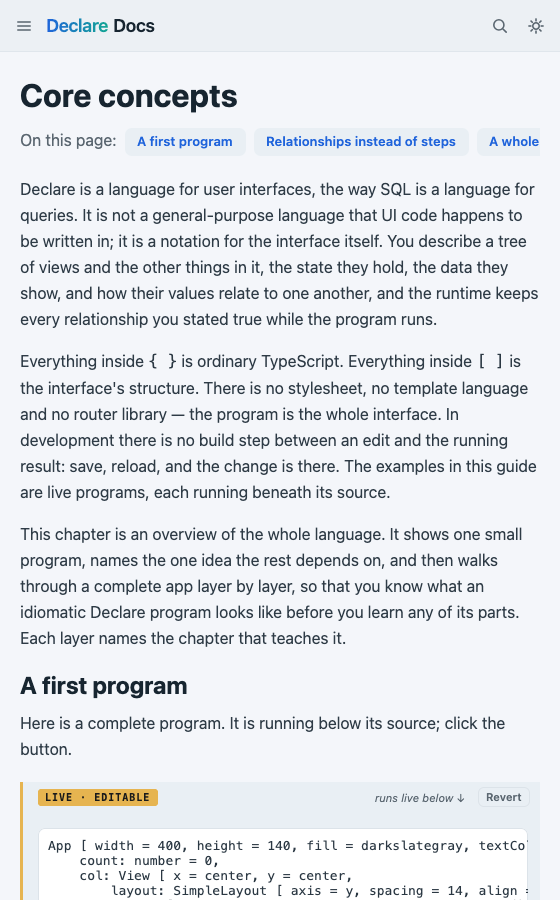 Declare Docs
Core concepts
On this page: A first program Relationships instead of steps A whole
Declare is a language for user interfaces, the way SQL is a language for
queries. It is not a general-purpose language that UI code happens to
be written in; it is a notation for the interface itself. You describe a tree
of views and the other things in it, the state they hold, the data they
show, and how their values relate to one another, and the runtime keeps
every relationship you stated true while the program runs.
Everything inside { } is ordinary TypeScript. Everything inside [ ] is
the interface's structure. There is no stylesheet, no template language
and no router library — the program is the whole interface. In
development there is no build step between an edit and the running
result: save, reload, and the change is there. The examples in this guide
are live programs, each running beneath its source.
This chapter is an overview of the whole language. It shows one small
program, names the one idea the rest depends on, and then walks
through a complete app layer by layer, so that you know what an
idiomatic Declare program looks like before you learn any of its parts.
Each layer names the chapter that teaches it.
A first program
Here is a complete program. It is running below its source; click the
button.
LIVE · EDITABLE runs live below ↓ Revert
App [ width = 400, height = 140, fill = darkslategray, textCo
count: number = 0,
col: View [ x = center, y = center,
layout: SimpleLayout [ axis = y, spacing = 14, align =